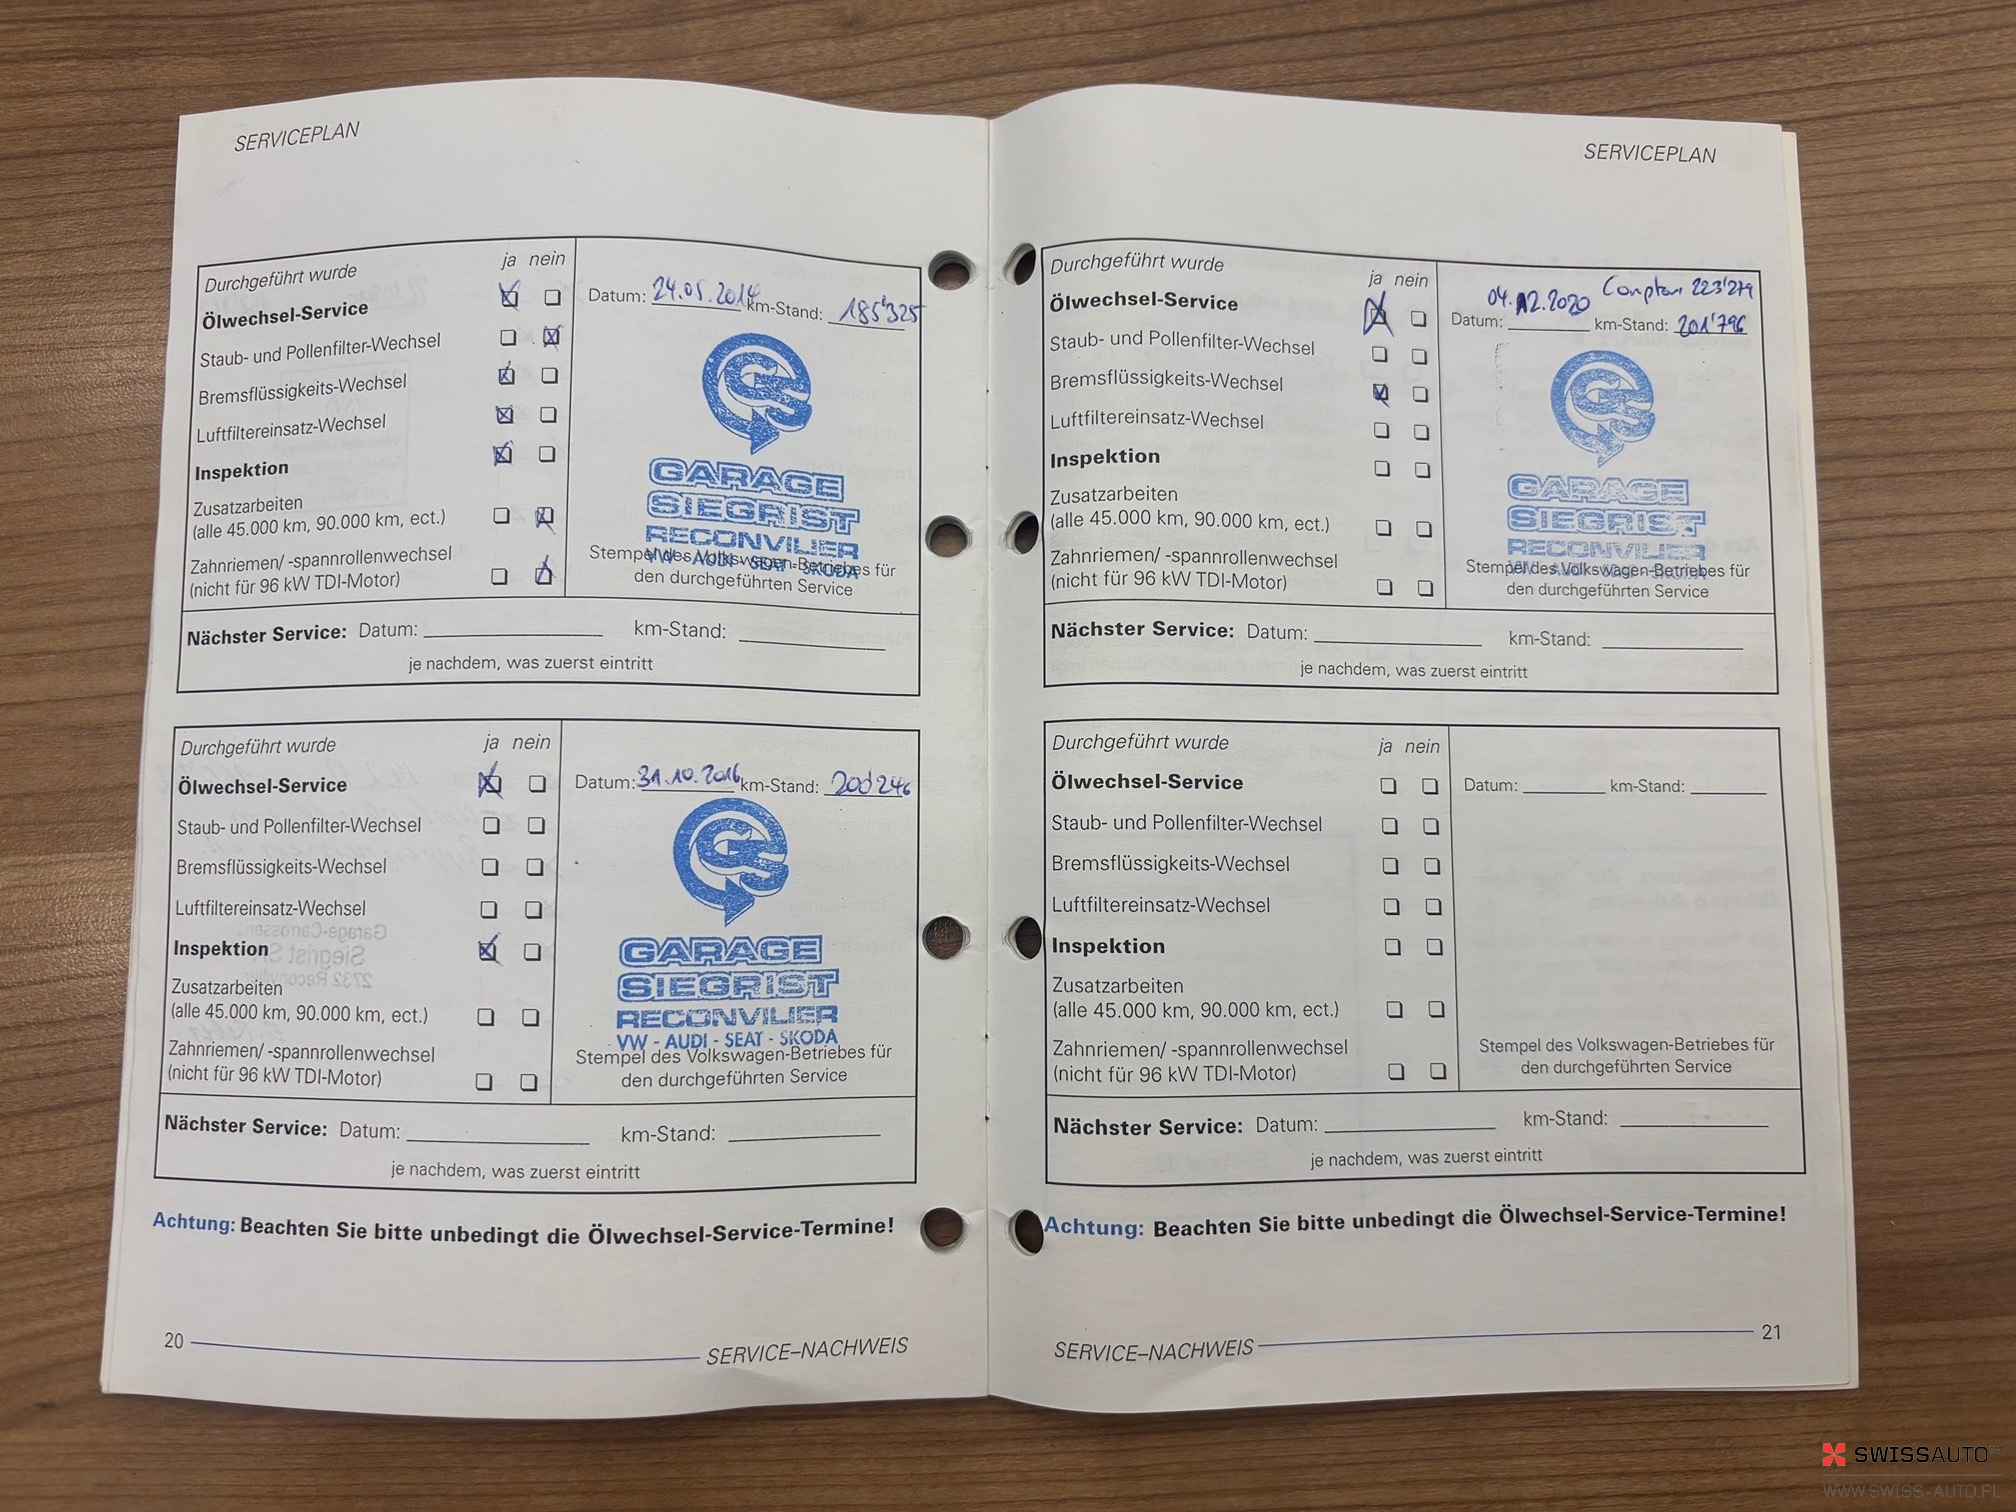 SERVICEPLAN
Durchgeführt wurde ja nein
Ölwechsel-Service
Staub- und Pollenfilter-Wechsel
Bremsflüssigkeits-Wechsel
Luftfiltereinsatz-Wechsel
Inspektion
Zusatzarbeiten
(alle 45.000 km, 90.000 km, ect.)
Zahnriemen/ -spannrollenwechsel
(nicht für 96 kW TDI-Motor)
Datum: 24.05.2014 km-Stand: 185'325
GARAGE
SIEGRIST
RECONVILIER
VW - AUDI - SEAT - SKODA
Stempel des Volkswagen-Betriebes für
den durchgeführten Service
Nächster Service: Datum: km-Stand:
je nachdem, was zuerst eintritt
Durchgeführt wurde ja nein
Ölwechsel-Service
Staub- und Pollenfilter-Wechsel
Bremsflüssigkeits-Wechsel
Luftfiltereinsatz-Wechsel
Inspektion
Zusatzarbeiten
(alle 45.000 km, 90.000 km, ect.)
Zahnriemen/ -spannrollenwechsel
(nicht für 96 kW TDI-Motor)
Datum: 31.10.2016 km-Stand: 200'246
GARAGE
SIEGRIST
RECONVILIER
VW - AUDI - SEAT - SKODA
Stempel des Volkswagen-Betriebes für
den durchgeführten Service
Nächster Service: Datum: km-Stand:
je nachdem, was zuerst eintritt
Achtung: Beachten Sie bitte unbedingt die Ölwechsel-Service-Termine!
20 SERVICE–NACHWEIS
SERVICEPLAN
Durchgeführt wurde ja nein
Ölwechsel-Service
Staub- und Pollenfilter-Wechsel
Bremsflüssigkeits-Wechsel
Luftfiltereinsatz-Wechsel
Inspektion
Zusatzarbeiten
(alle 45.000 km, 90.000 km, ect.)
Zahnriemen/ -spannrollenwechsel
(nicht für 96 kW TDI-Motor)
223'279
Datum: 04.12.2020 km-Stand: 201'796
GARAGE
SIEGRIST
RECONVILIER
VW - AUDI - SEAT - SKODA
Stempel des Volkswagen-Betriebes für
den durchgeführten Service
Nächster Service: Datum: km-Stand:
je nachdem, was zuerst eintritt
Durchgeführt wurde ja nein
Ölwechsel-Service
Staub- und Pollenfilter-Wechsel
Bremsflüssigkeits-Wechsel
Luftfiltereinsatz-Wechsel
Inspektion
Zusatzarbeiten
(alle 45.000 km, 90.000 km, ect.)
Zahnriemen/ -spannrollenwechsel
(nicht für 96 kW TDI-Motor)
Datum: km-Stand:
Stempel des Volkswagen-Betriebes für
den durchgeführten Service
Nächster Service: Datum: km-Stand:
je nachdem, was zuerst eintritt
Achtung: Beachten Sie bitte unbedingt die Ölwechsel-Service-Termine!
SERVICE–NACHWEIS 21
SWISSAUTO
WWW.SWISS-AUTO.PL